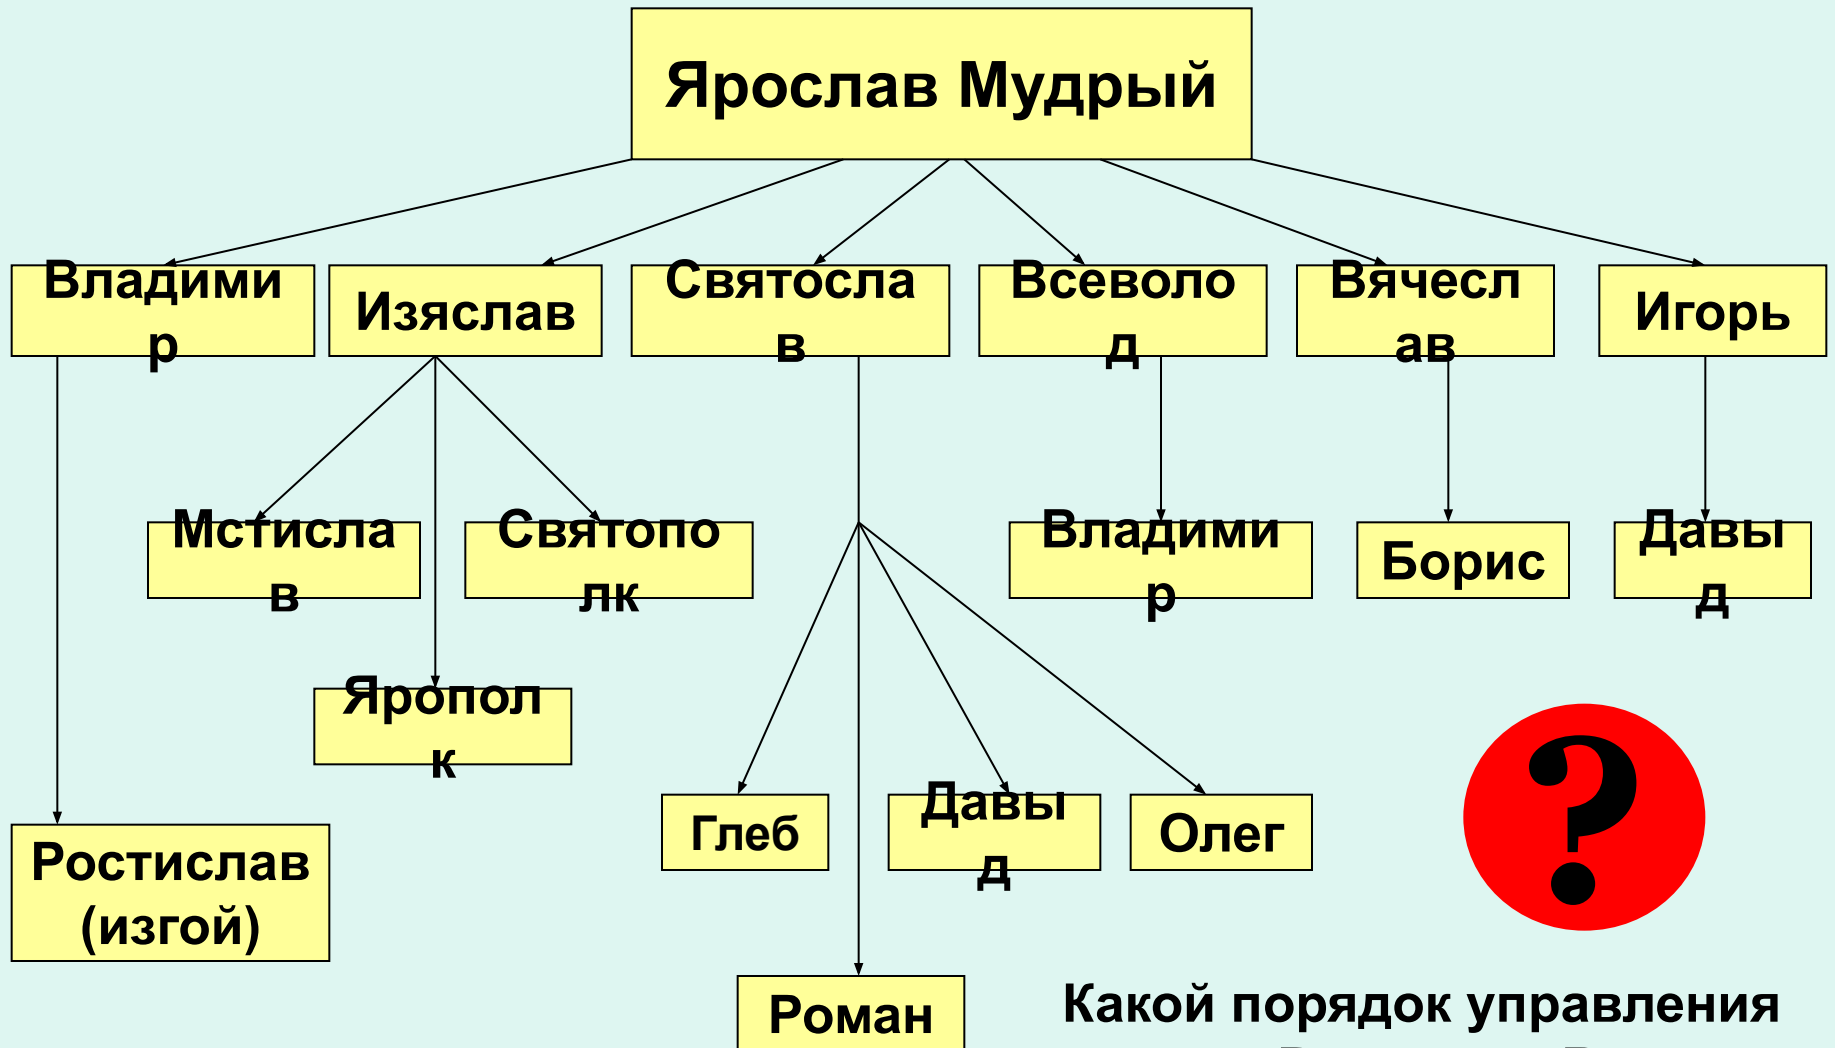 Ярослав Мудрый
Владими
р
Изяслав
Святосла
в
Всеволо
д
Вячесл
ав
Игорь
Мстисла
в
Святопо
лк
Владими
р
Борис
Давы
д
Яропол
к
Глеб
Давы
д
Олег
Ростислав
(изгой)
Роман
?
Какой порядок управления